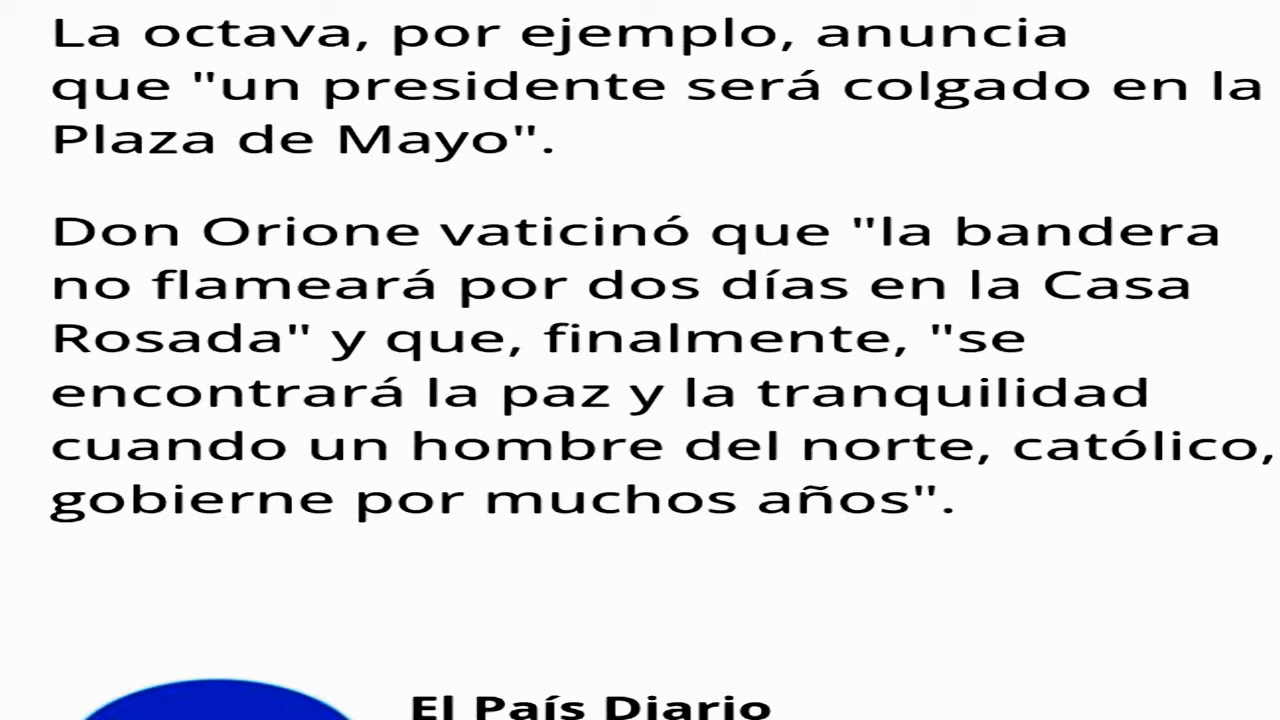 La octava, por ejemplo, anuncia
que "un presidente será colgado en la
Plaza de Mayo".
Don Orione vaticinó que "la bandera
no flameará por dos días en la Casa
Rosada" y que, finalmente, "se
encontrará la paz y la tranquilidad
cuando un hombre del norte, católico,
gobierne por muchos años".
El País Diario